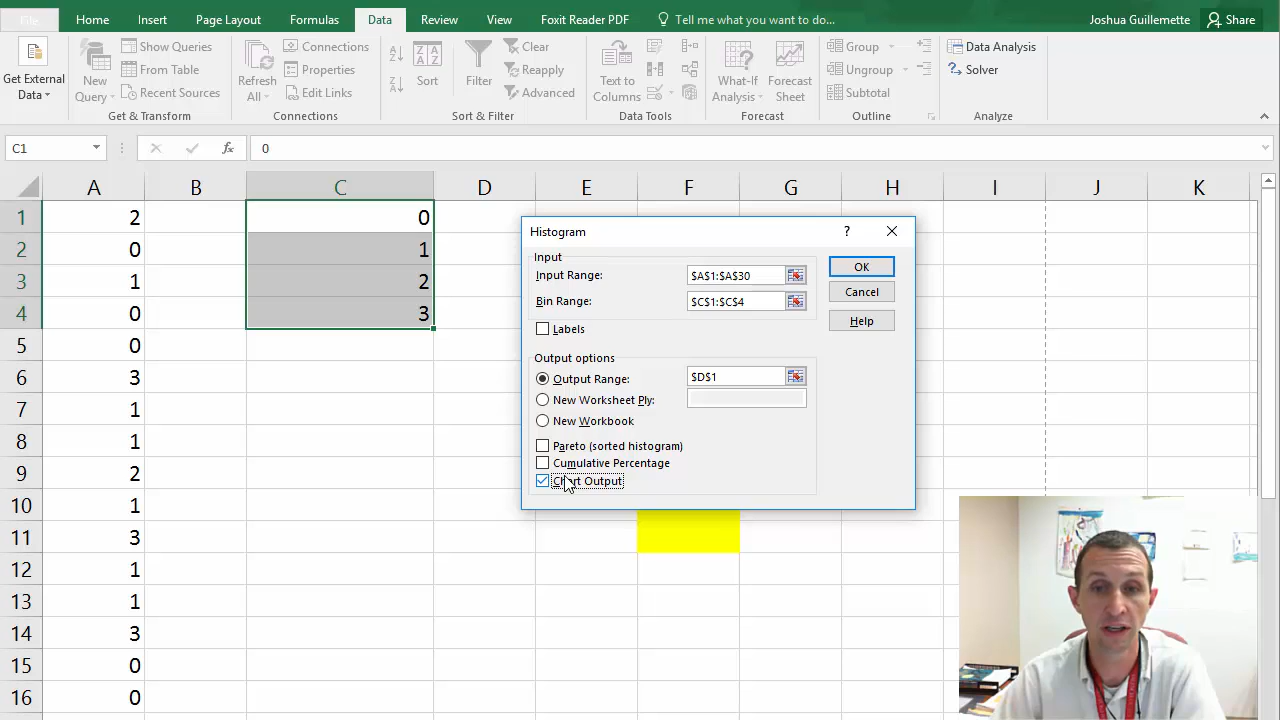 File Home Insert Page Layout Formulas Data Review View Foxit Reader PDF Tell me what you want to do... Joshua Guillemette Share
Get External Data
New Query
Show Queries
From Table
Recent Sources
Get & Transform
Refresh All
Connections
Properties
Edit Links
Connections
Sort
Filter
Clear
Reapply
Advanced
Sort & Filter
Text to Columns
Data Tools
What-If Analysis
Forecast Sheet
Forecast
Group
Ungroup
Subtotal
Outline
Data Analysis
Solver
Analyze
C1 fx 0
A B C D E F G H I J K
1 2 0
2 0 1
3 1 2
4 0 3
5 0
6 3
7 1
8 1
9 2
10 1
11 3
12 1
13 1
14 3
15 0
16 0
Histogram ?
Input
Input Range: $A$1:$A$30
Bin Range: $C$1:$C$4
Labels
Output options
Output Range: $D$1
New Worksheet Ply:
New Workbook
Pareto (sorted histogram)
Cumulative Percentage
Chart Output
OK
Cancel
Help